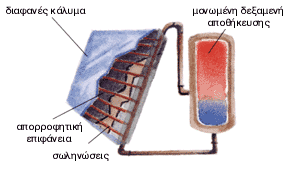 διαφανές κάλυμα
μονωμένη δεξαμενή
αποθήκευσης
απορροφητική
επιφάνεια
σωληνώσεις